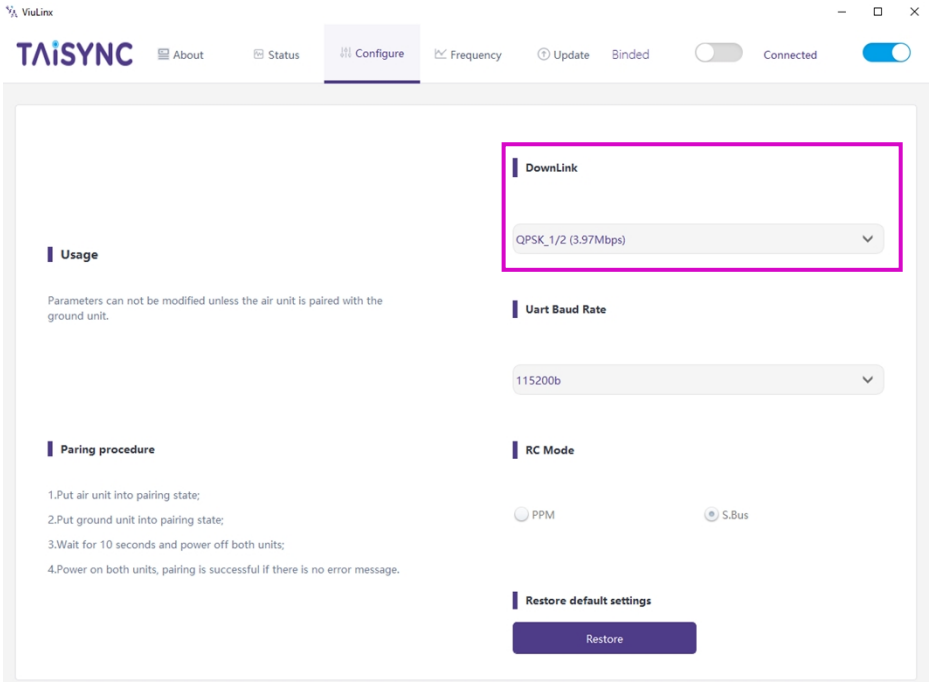 ViuLinx
TAiSYNC
About
Status
Configure
Frequency
Update
Binded
Connected
Usage
Parameters can not be modified unless the air unit is paired with the
ground unit.
Paring procedure
1.Put air unit into pairing state;
2.Put ground unit into pairing state;
3.Wait for 10 seconds and power off both units;
4.Power on both units, pairing is successful if there is no error message.
DownLink
QPSK_1/2 (3.97Mbps)
Uart Baud Rate
115200b
RC Mode
PPM
S.Bus
Restore default settings
Restore